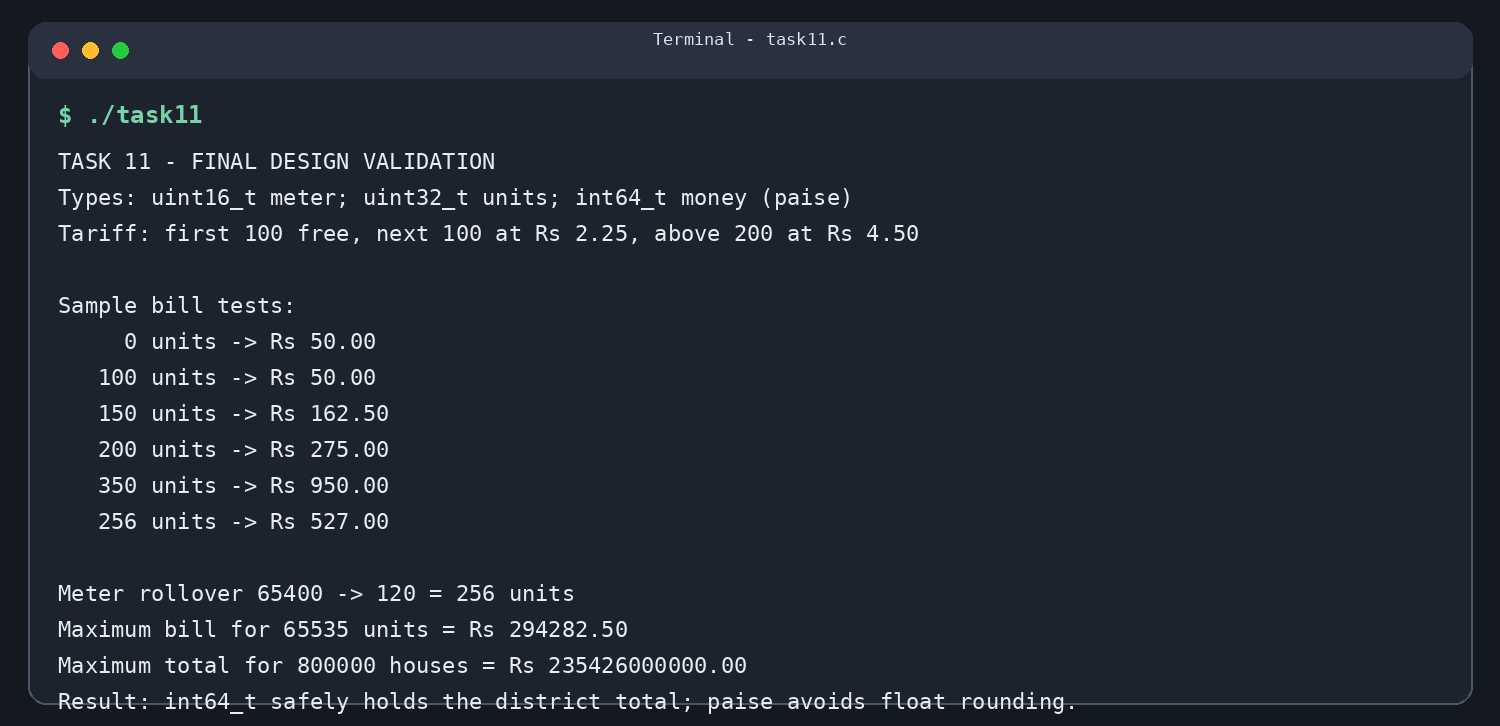 Terminal - task11.c
$ ./task11
TASK 11 - FINAL DESIGN VALIDATION
Types: uint16_t meter; uint32_t units; int64_t money (paise)
Tariff: first 100 free, next 100 at Rs 2.25, above 200 at Rs 4.50
Sample bill tests:
0 units -> Rs 50.00
100 units -> Rs 50.00
150 units -> Rs 162.50
200 units -> Rs 275.00
350 units -> Rs 950.00
256 units -> Rs 527.00
Meter rollover 65400 -> 120 = 256 units
Maximum bill for 65535 units = Rs 294282.50
Maximum total for 800000 houses = Rs 235426000000.00
Result: int64_t safely holds the district total; paise avoids float rounding.